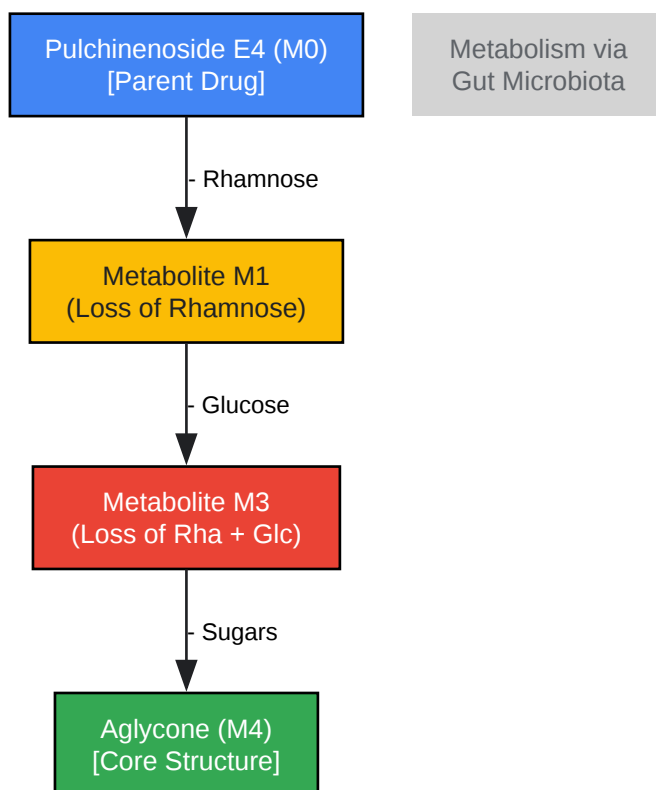 Pulchinenoside E4 (M0)
[Parent Drug]
Metabolism via
Gut Microbiota
- Rhamnose
Metabolite M1
(Loss of Rhamnose)
- Glucose
Metabolite M3
(Loss of Rha + Glc)
- Sugars
Aglycone (M4)
[Core Structure]